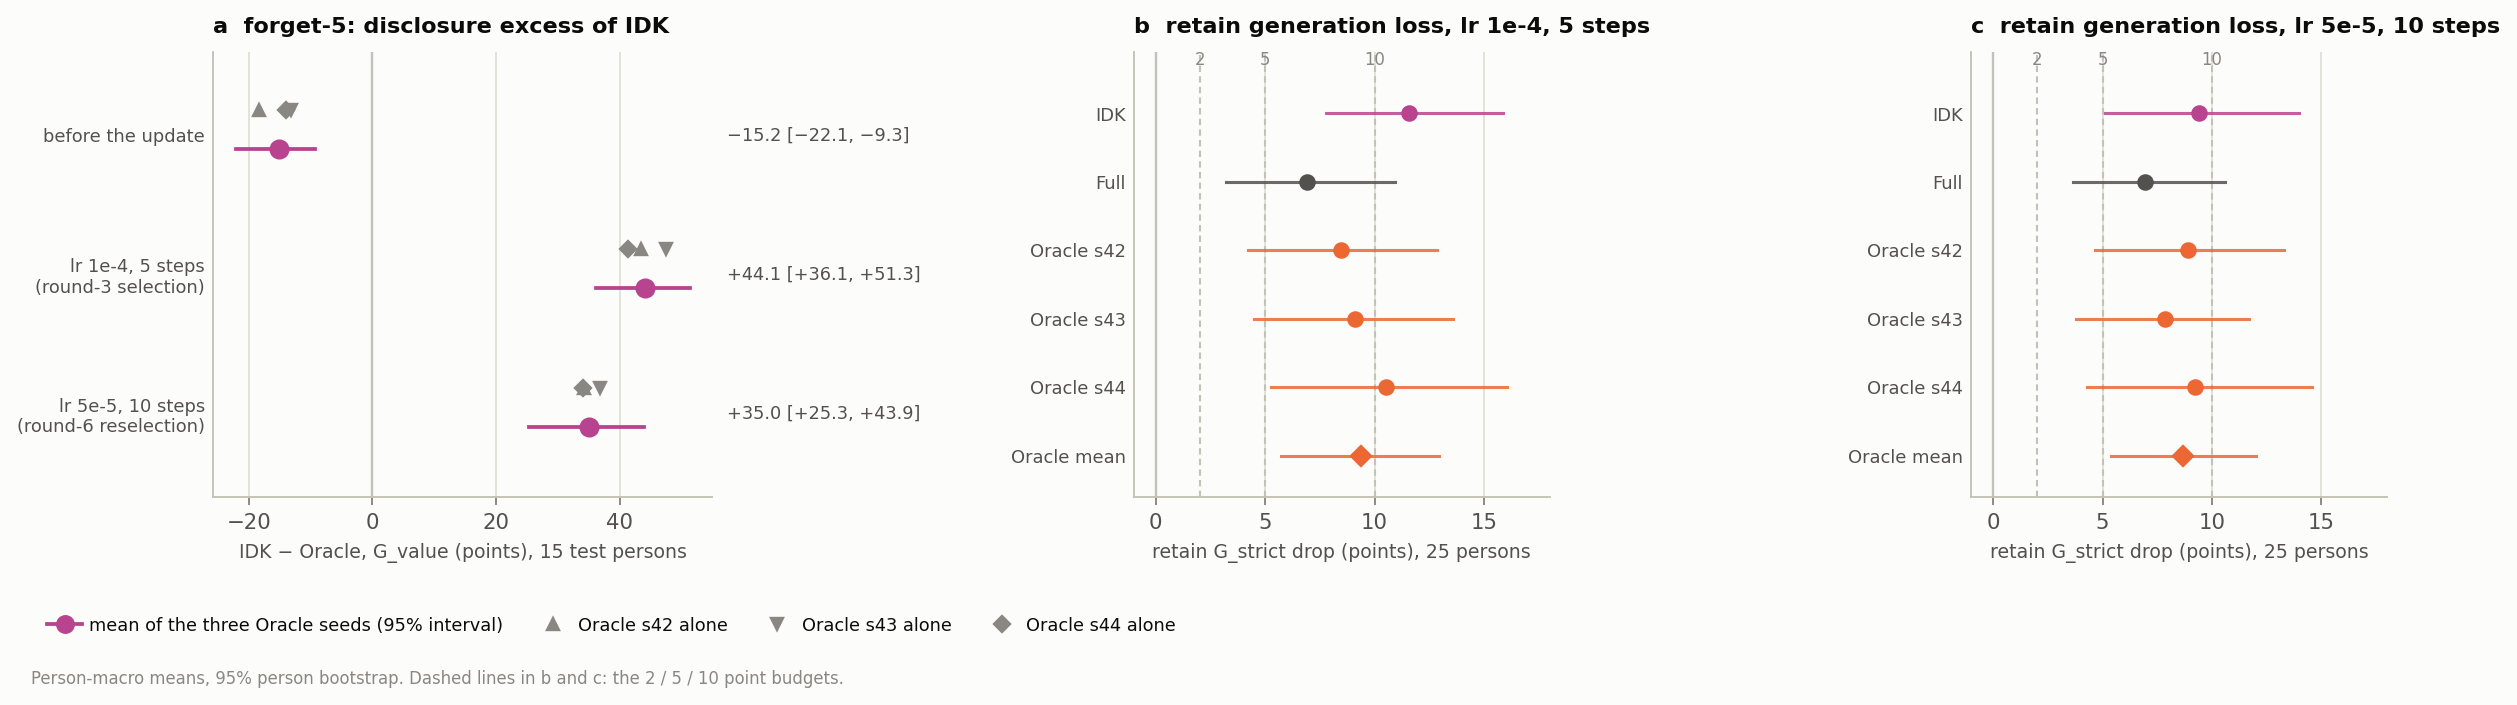 a  forget-5: disclosure excess of IDK
before the update
−15.2 [−22.1, −9.3]
lr 1e-4, 5 steps
(round-3 selection)
+44.1 [+36.1, +51.3]
lr 5e-5, 10 steps
(round-6 reselection)
+35.0 [+25.3, +43.9]
−20 0 20 40
IDK − Oracle, G_value (points), 15 test persons
b  retain generation loss, lr 1e-4, 5 steps
2 5 10
IDK
Full
Oracle s42
Oracle s43
Oracle s44
Oracle mean
0 5 10 15
retain G_strict drop (points), 25 persons
c  retain generation loss, lr 5e-5, 10 steps
2 5 10
IDK
Full
Oracle s42
Oracle s43
Oracle s44
Oracle mean
0 5 10 15
retain G_strict drop (points), 25 persons
mean of the three Oracle seeds (95% interval) Oracle s42 alone Oracle s43 alone Oracle s44 alone
Person-macro means, 95% person bootstrap. Dashed lines in b and c: the 2 / 5 / 10 point budgets.